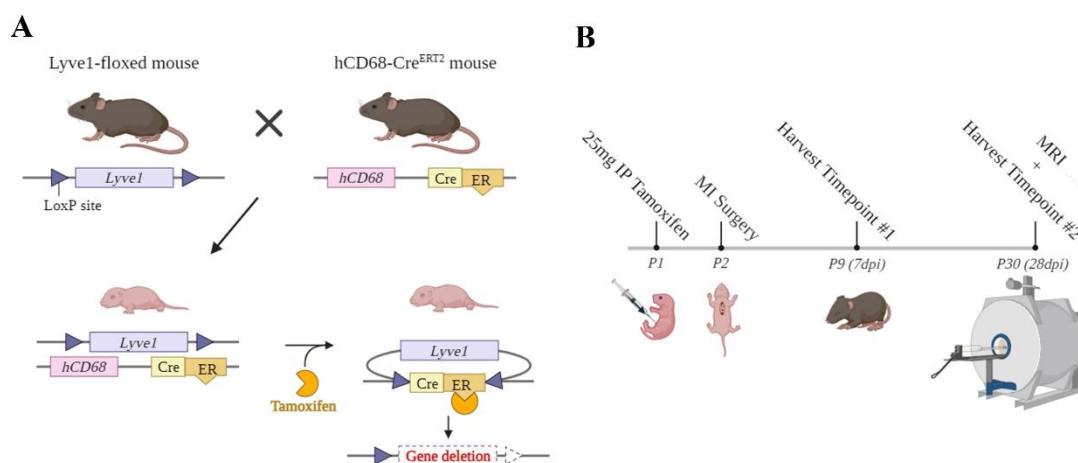 A
Lyve1-floxed mouse
hCD68-Cre^ERT2 mouse
Lyve1
LoxP site
hCD68
Cre
ER
Lyve1
hCD68
Cre
ER
Tamoxifen
Lyve1
Cre
ER
Gene deletion
B
25mg IP Tamoxifen
MI Surgery
Harvest Timepoint #1
Harvest Timepoint #2
+
MRI
P1
P2
P9 (7dpi)
P30 (28dpi)